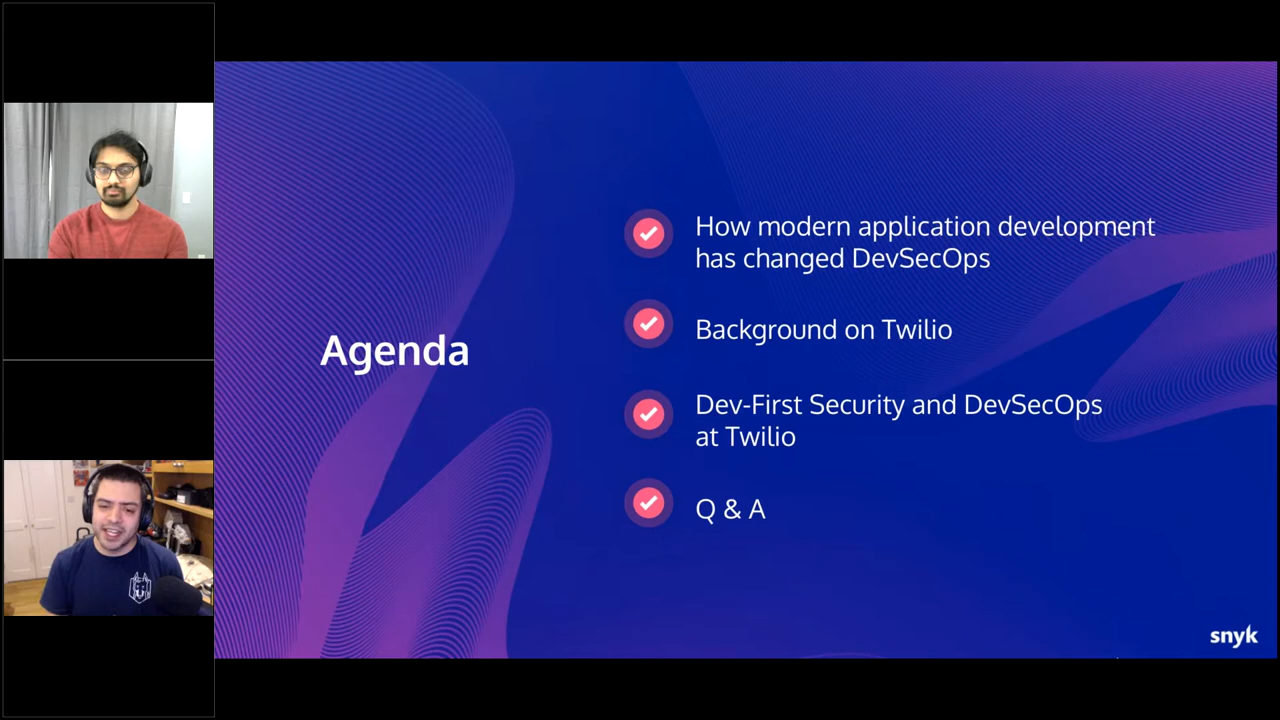 Agenda
How modern application development
has changed DevSecOps
Background on Twilio
Dev-First Security and DevSecOps
at Twilio
Q & A
snyk